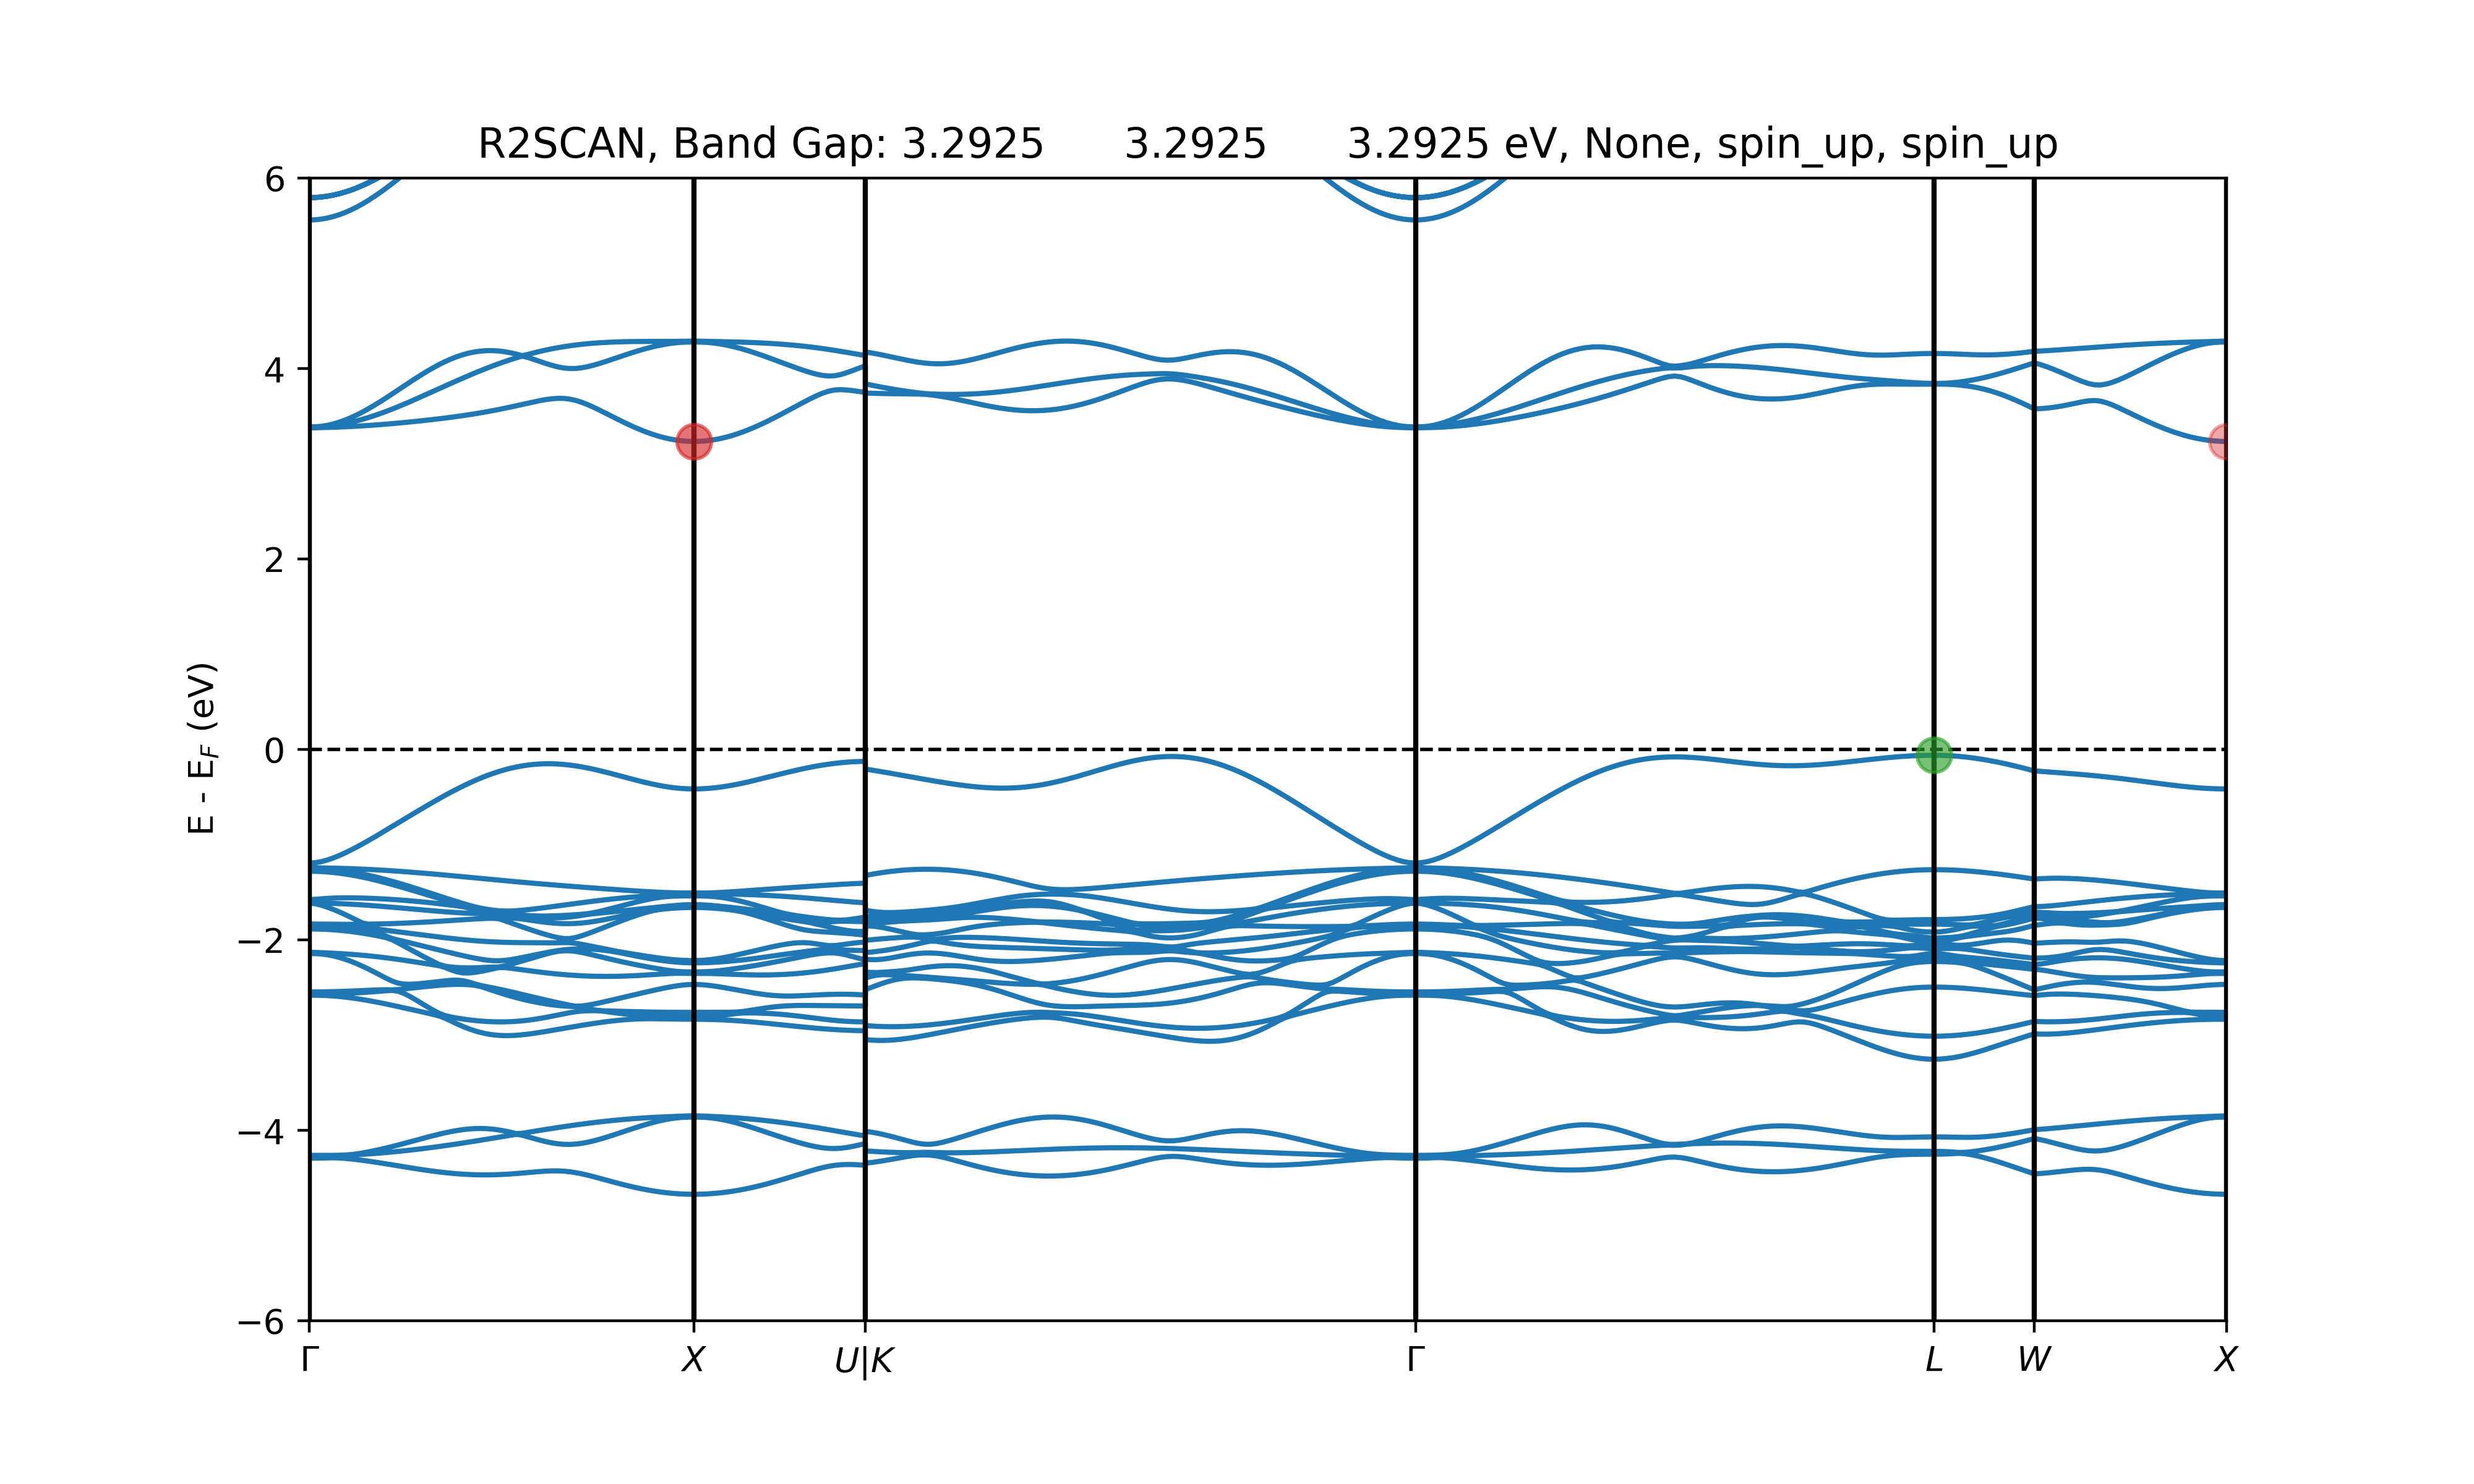 R2SCAN, Band Gap: 3.2925 3.2925 3.2925 eV, None, spin_up, spin_up
6
4
2
0
−2
−4
−6
E - E_F (eV)
Γ X U|K Γ L W X